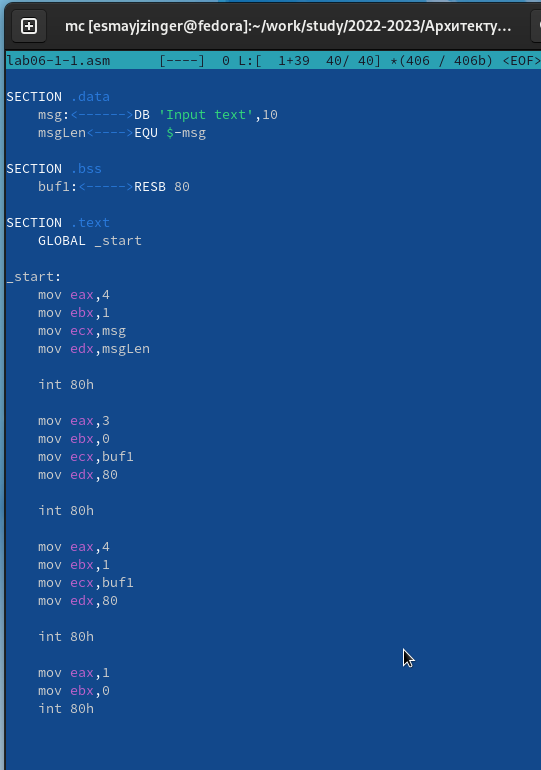 mc [esmayjzinger@fedora]:~/work/study/2022-2023/Архитекту...
lab06-1-1.asm [----] 0 L:[ 1+39 40/ 40] *(406 / 406b) <EOF>
SECTION .data
msg:<------>DB 'Input text',10
msgLen<---->EQU $-msg
SECTION .bss
buf1:<----->RESB 80
SECTION .text
GLOBAL _start
_start:
mov eax,4
mov ebx,1
mov ecx,msg
mov edx,msgLen
int 80h
mov eax,3
mov ebx,0
mov ecx,buf1
mov edx,80
int 80h
mov eax,4
mov ebx,1
mov ecx,buf1
mov edx,80
int 80h
mov eax,1
mov ebx,0
int 80h